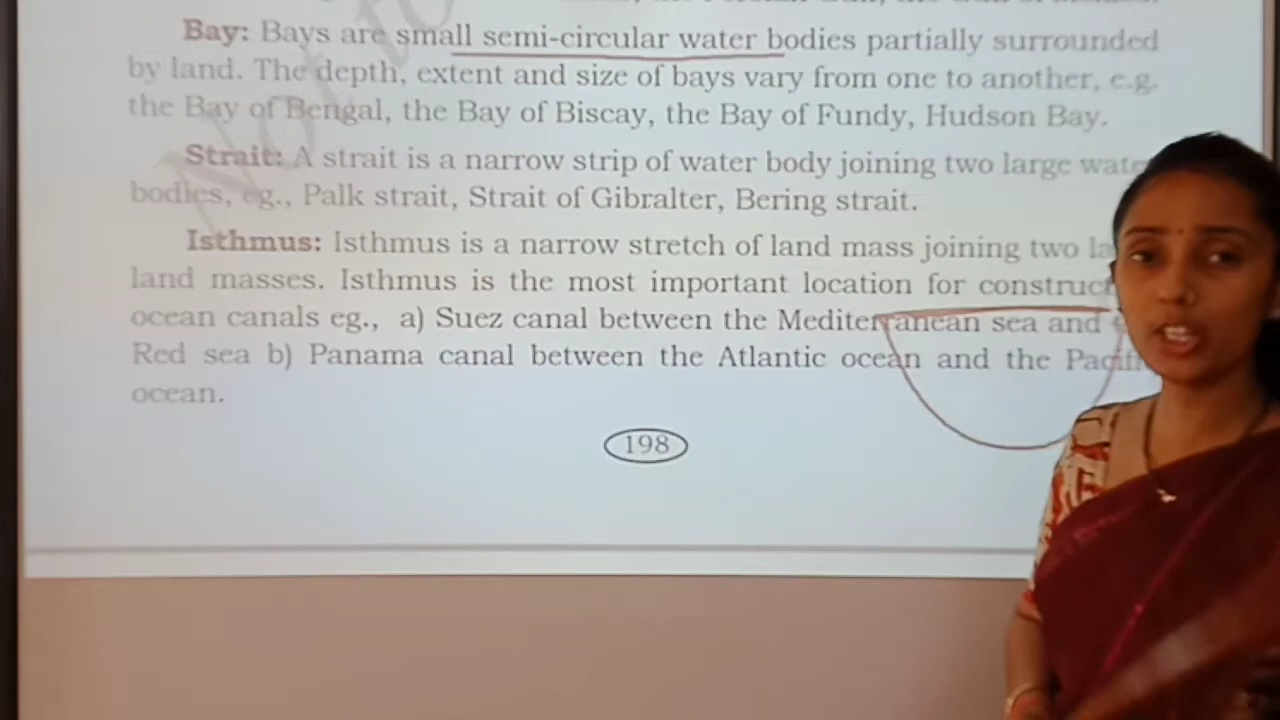 Bay: Bays are small semi-circular water bodies partially surrounded
by land. The depth, extent and size of bays vary from one to another, e.g.
the Bay of Bengal, the Bay of Biscay, the Bay of Fundy, Hudson Bay.
Strait: A strait is a narrow strip of water body joining two large
bodies, eg., Palk strait, Strait of Gibralter, Bering strait.
Isthmus: Isthmus is a narrow stretch of land mass joining two
land masses. Isthmus is the most important location for
ocean canals eg., a) Suez canal between the Mediterranean sea and
Red sea b) Panama canal between the Atlantic ocean and the
ocean.
198